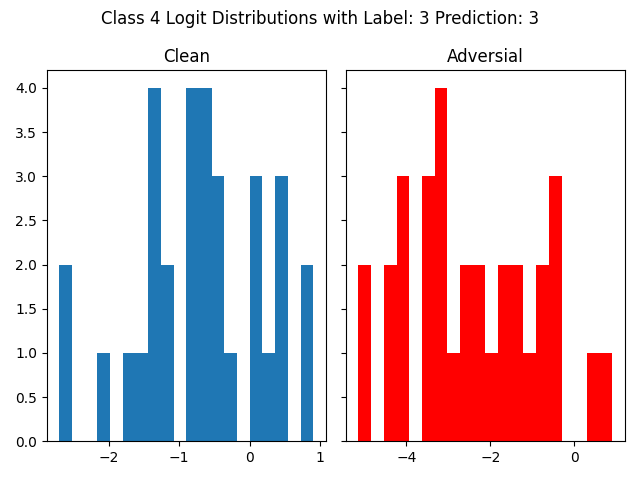 Class 4 Logit Distributions with Label: 3 Prediction: 3
Clean
Adversial
4.0
3.5
3.0
2.5
2.0
1.5
1.0
0.5
0.0
−2 −1 0 1
−4 −2 0